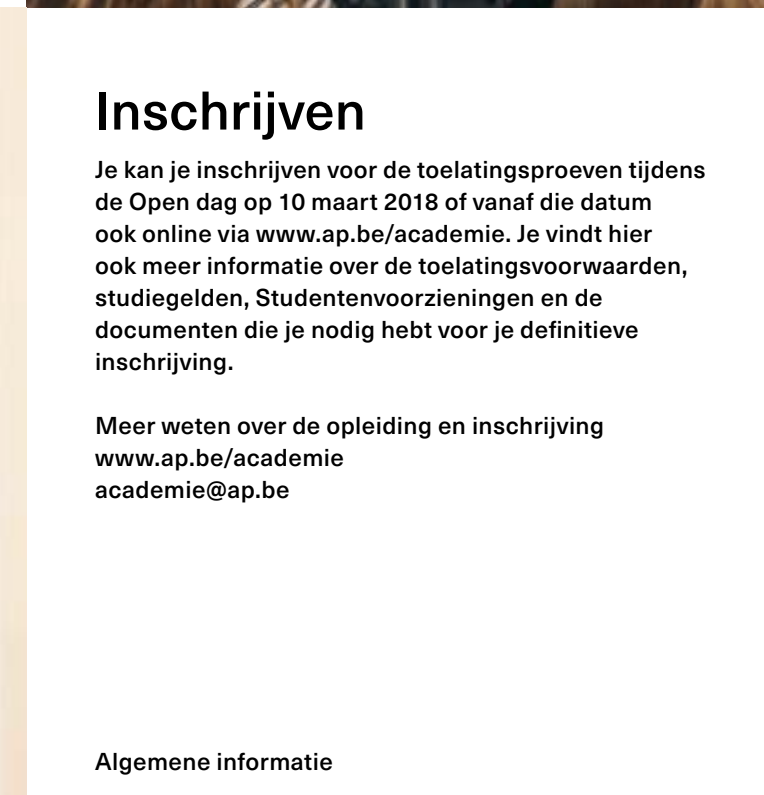 Inschrijven
Je kan je inschrijven voor de toelatingsproeven tijdens
de Open dag op 10 maart 2018 of vanaf die datum
ook online via www.ap.be/academie. Je vindt hier
ook meer informatie over de toelatingsvoorwaarden,
studiegelden, Studentenvoorzieningen en de
documenten die je nodig hebt voor je definitieve
inschrijving.
Meer weten over de opleiding en inschrijving
www.ap.be/academie
academie@ap.be
Algemene informatie